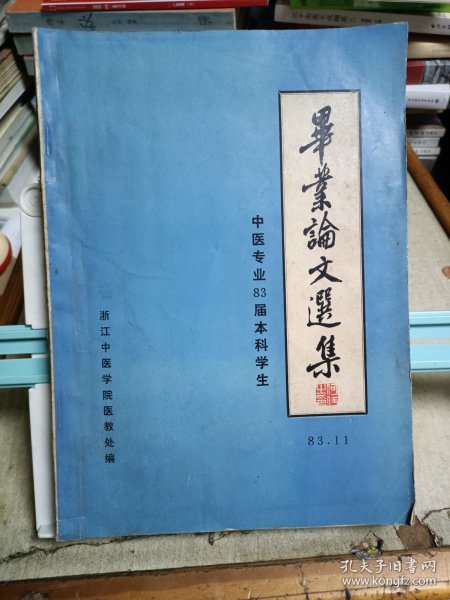 畢業論文選集
83.11
中医专业83届本科学生
浙江中医学院医教处编
孔夫子旧书网
www.kongfz.com